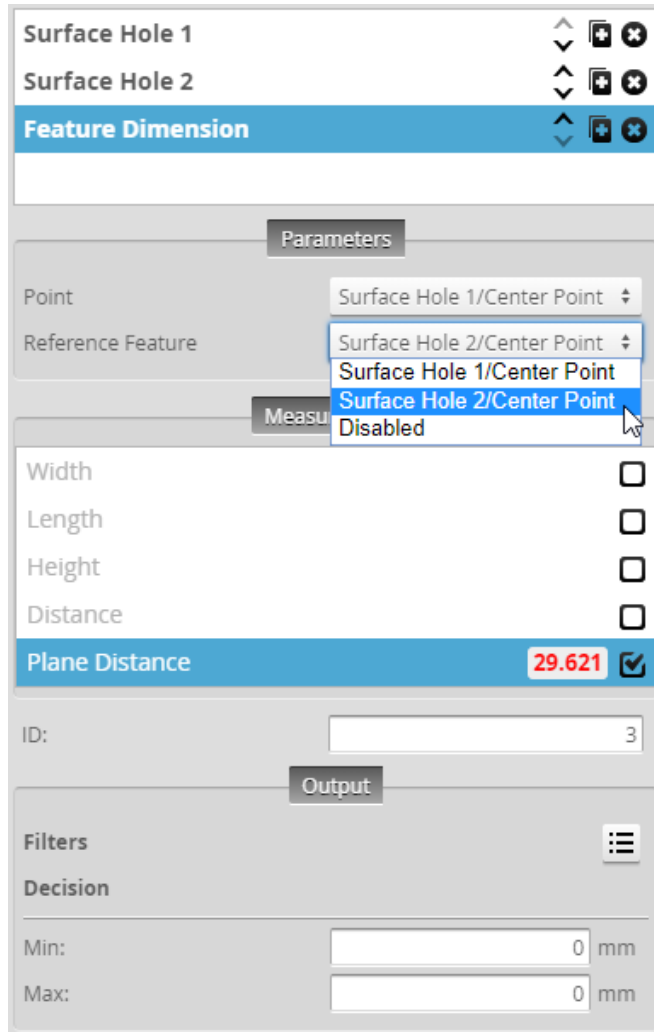 Surface Hole 1
Surface Hole 2
Feature Dimension
Parameters
Point Surface Hole 1/Center Point
Reference Feature Surface Hole 2/Center Point
Surface Hole 1/Center Point
Surface Hole 2/Center Point
Disabled
Measu
Width
Length
Height
Distance
Plane Distance 29.621
ID: 3
Output
Filters
Decision
Min: 0 mm
Max: 0 mm